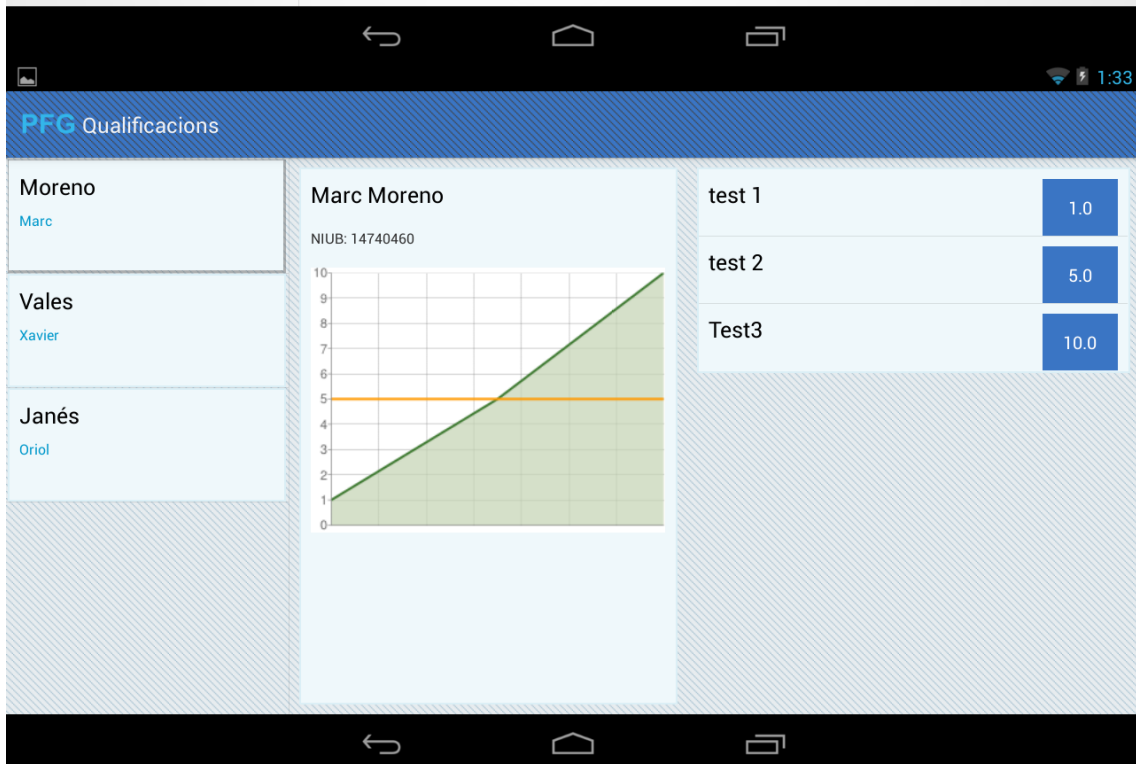 1:33
PFG Qualificacions
Moreno
Marc
Vales
Xavier
Janés
Oriol
Marc Moreno
NIUB: 14740460
10
9
8
7
6
5
4
3
2
1
0
test 1
1.0
test 2
5.0
Test3
10.0